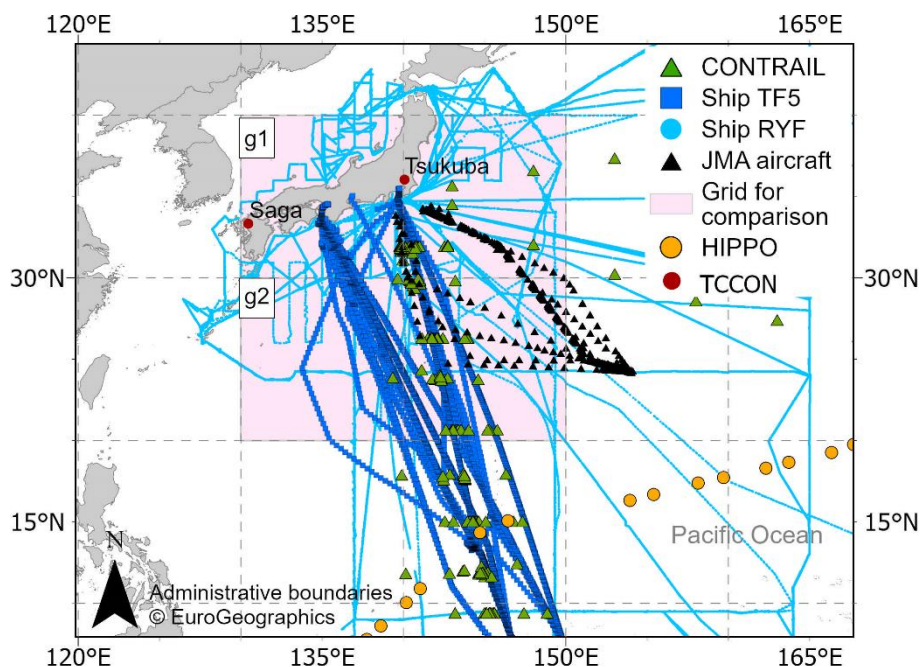 120°E 135°E 150°E 165°E
CONTRAIL
Ship TF5
Ship RYF
JMA aircraft
Grid for
comparison
HIPPO
TCCON
g1
Tsukuba
Saga
30°N 30°N
g2
15°N 15°N
Pacific Ocean
N
Administrative boundaries
© EuroGeographics
120°E 135°E 150°E 165°E